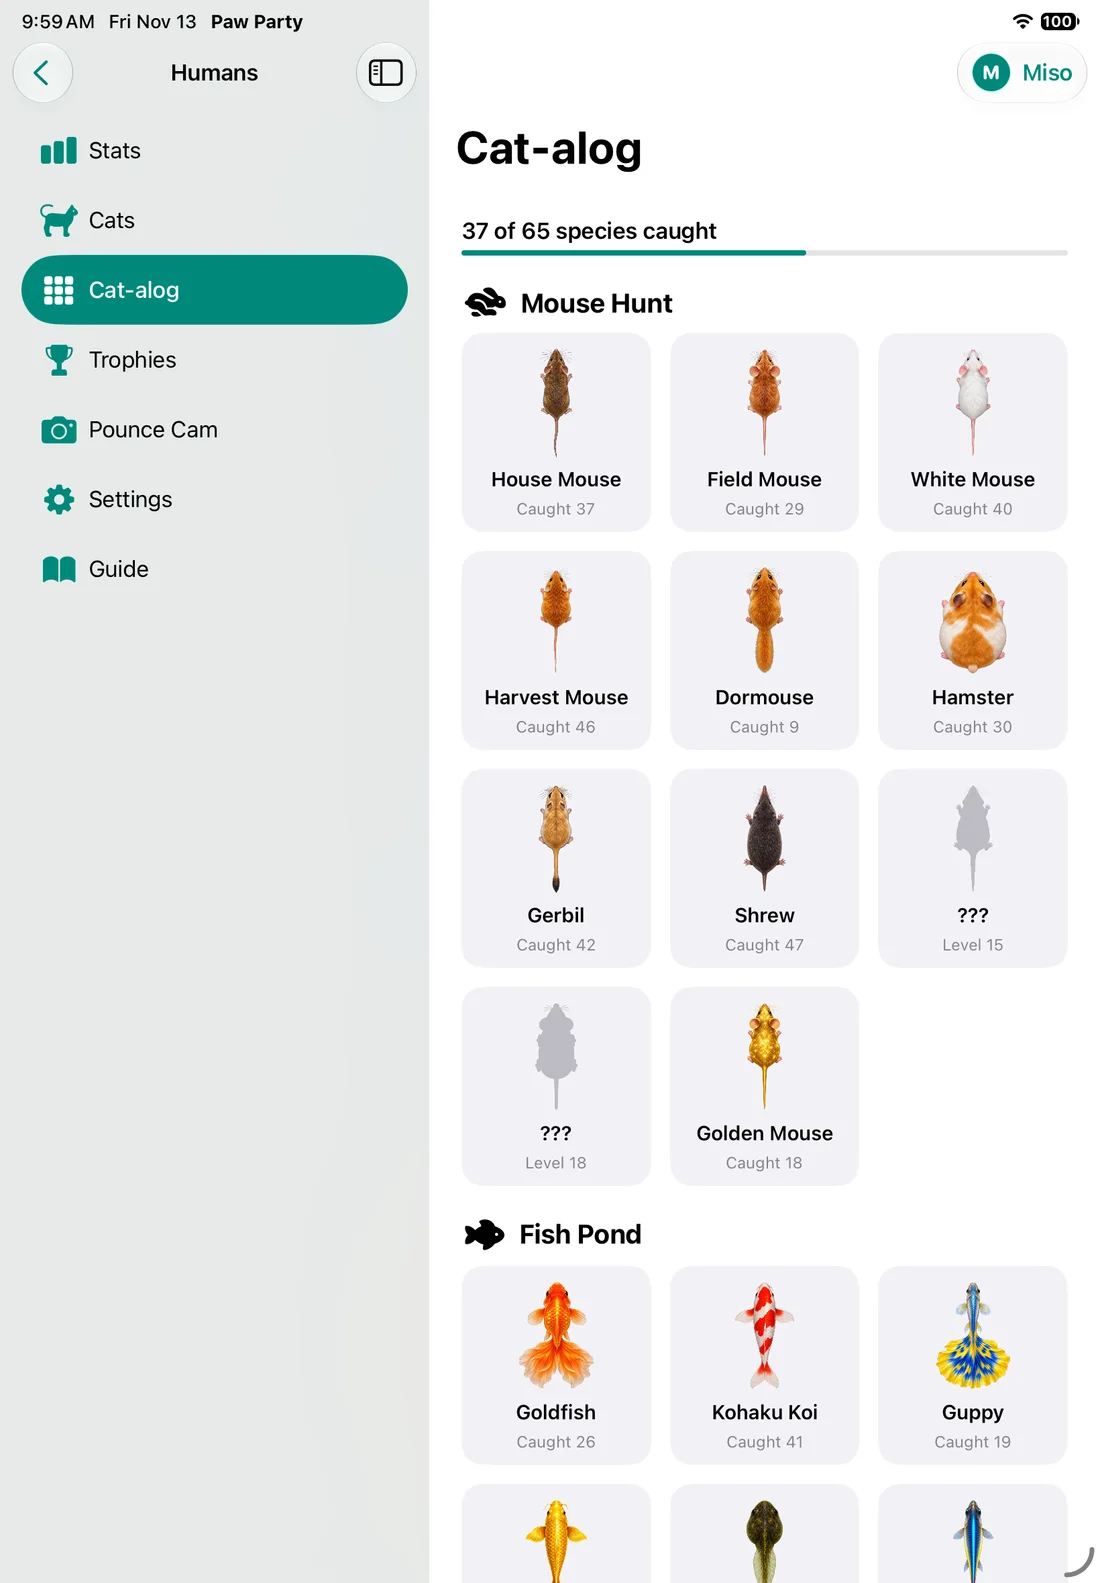 9:59 AM Fri Nov 13 Paw Party
100
Humans
M Miso
Stats
Cats
Cat-alog
Trophies
Pounce Cam
Settings
Guide
Cat-alog
37 of 65 species caught
Mouse Hunt
House Mouse
Caught 37
Field Mouse
Caught 29
White Mouse
Caught 40
Harvest Mouse
Caught 46
Dormouse
Caught 9
Hamster
Caught 30
Gerbil
Caught 42
Shrew
Caught 47
???
Level 15
???
Level 18
Golden Mouse
Caught 18
Fish Pond
Goldfish
Caught 26
Kohaku Koi
Caught 41
Guppy
Caught 19